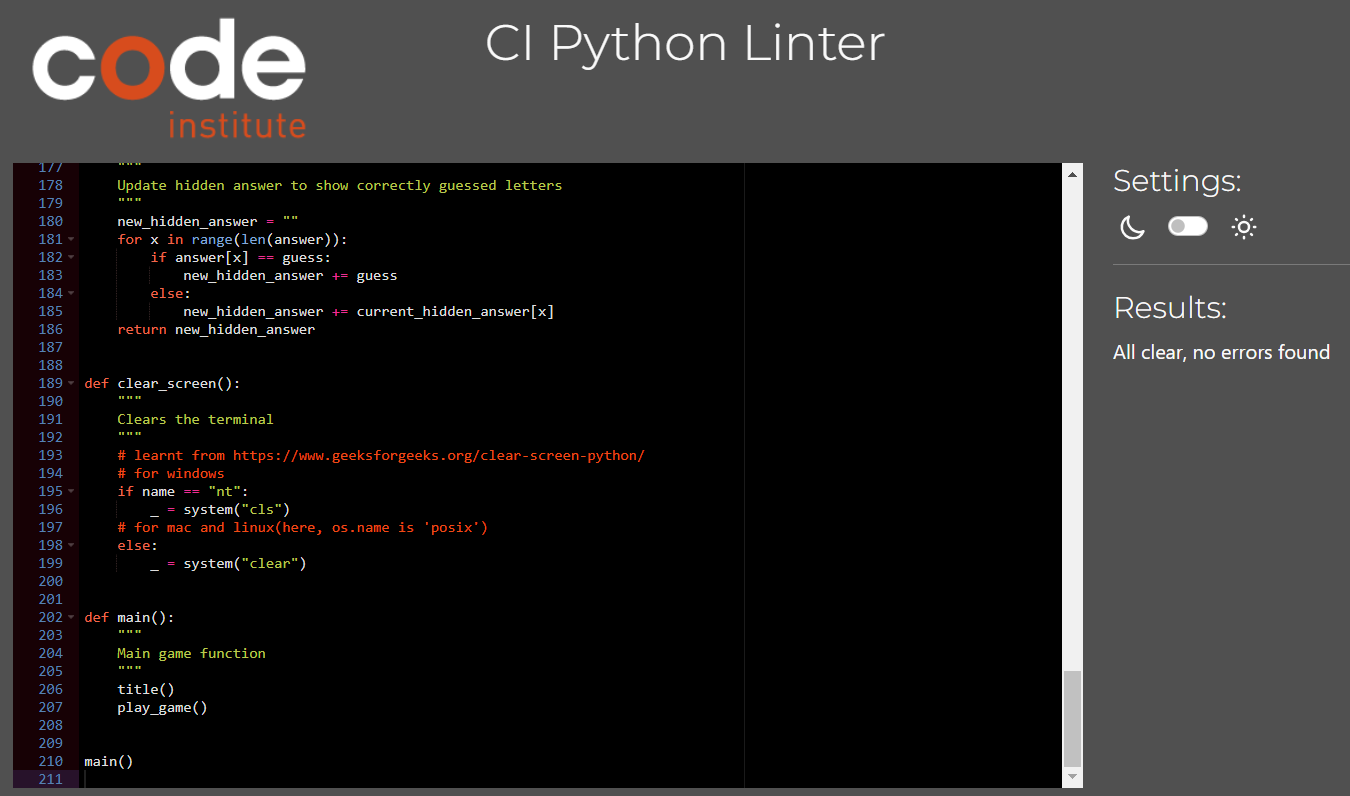 code
institute
CI Python Linter
177    """
178    Update hidden answer to show correctly guessed letters
179    """
180    new_hidden_answer = ""
181    for x in range(len(answer)):
182        if answer[x] == guess:
183            new_hidden_answer += guess
184        else:
185            new_hidden_answer += current_hidden_answer[x]
186    return new_hidden_answer
187
188
189 def clear_screen():
190    """
191    Clears the terminal
192    """
193    # learnt from https://www.geeksforgeeks.org/clear-screen-python/
194    # for windows
195    if name == "nt":
196        _ = system("cls")
197    # for mac and linux(here, os.name is 'posix')
198    else:
199        _ = system("clear")
200
201
202 def main():
203    """
204    Main game function
205    """
206    title()
207    play_game()
208
209
210 main()
211
Settings:
Results:
All clear, no errors found